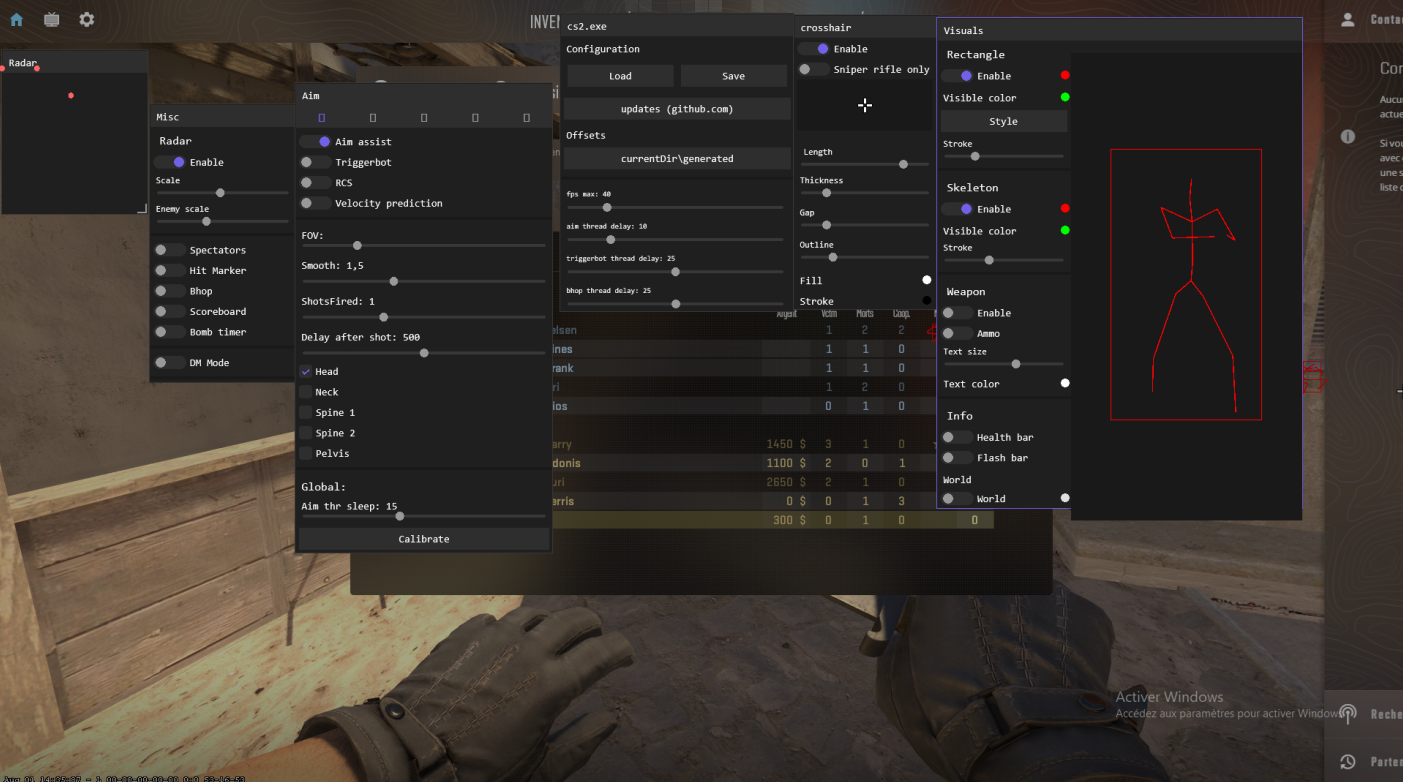 INVEN
Conta
Radar
Misc
Radar
Enable
Scale
Enemy scale
Spectators
Hit Marker
Bhop
Scoreboard
Bomb timer
DM Mode
Aim
Aim assist
Triggerbot
RCS
Velocity prediction
FOV:
Smooth: 1,5
ShotsFired: 1
Delay after shot: 500
Head
Neck
Spine 1
Spine 2
Pelvis
Global:
Aim thr sleep: 15
Calibrate
cs2.exe
Configuration
Load Save
updates (github.com)
Offsets
currentDir\generated
fps max: 40
aim thread delay: 10
triggerbot thread delay: 25
bhop thread delay: 25
crosshair
Enable
Sniper rifle only
Length
Thickness
Gap
Outline
Fill
Stroke
Visuals
Rectangle
Enable
Visible color
Style
Stroke
Skeleton
Enable
Visible color
Stroke
Weapon
Enable
Ammo
Text size
Text color
Info
Health bar
Flash bar
World
World
Argent Vctm Morts Coop.
elsen 1 2 2
ines 1 1 0
rank 1 1 0
ri 1 2 0
ios 0 1 0
arry 1450 $ 3 1 0
donis 1100 $ 2 0 1
uri 2650 $ 2 1 0
erris 0 $ 0 1 3
300 $ 0 1 0 0
Con
Aucu
actue
Si vou
avec
une s
liste d
Activer Windows
Accédez aux paramètres pour activer Windows
Reche
Parten